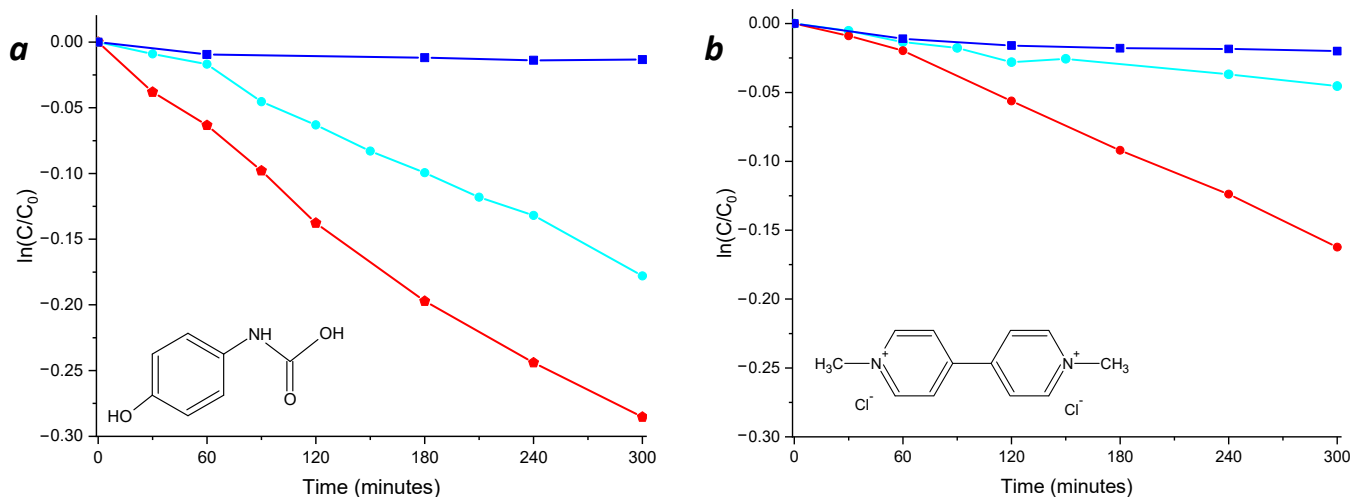 a
ln(C/C₀)
0.00
−0.05
−0.10
−0.15
−0.20
−0.25
−0.30
NH
OH
O
HO
0 60 120 180 240 300
Time (minutes)
b
ln(C/C₀)
0.00
−0.05
−0.10
−0.15
−0.20
−0.25
−0.30
H₃C N⁺ N⁺ CH₃
Cl⁻ Cl⁻
0 60 120 180 240 300
Time (minutes)